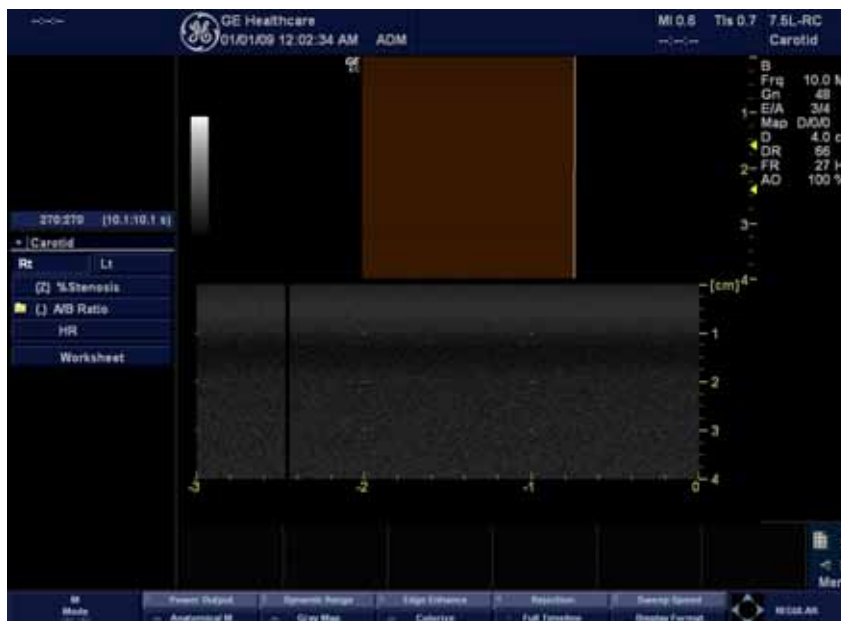 --:--:--
GE Healthcare
01/01/09 12:02:34 AM ADM
MI 0.6 TIs 0.7 7.5L-RC
--:--:-- Carotid
B
Frq 10.0 M
Gn 48
E/A 3/4
Map D/0/0
D 4.0 c
DR 66
FR 27 H
AO 100 %
1
2
3
4
270:270 (10.1:10.1 s)
Carotid
Rt Lt
(Z) %Stenosis
(.) A/B Ratio
HR
Worksheet
[cm]
1
2
3
4
-3 -2 -1 0
Men
M
Mode
Power Output Dynamic Range Edge Enhance Rejection Sweep Speed
Anatomical M Gray Map Colorize Full Timeline Display Format
REGULAR